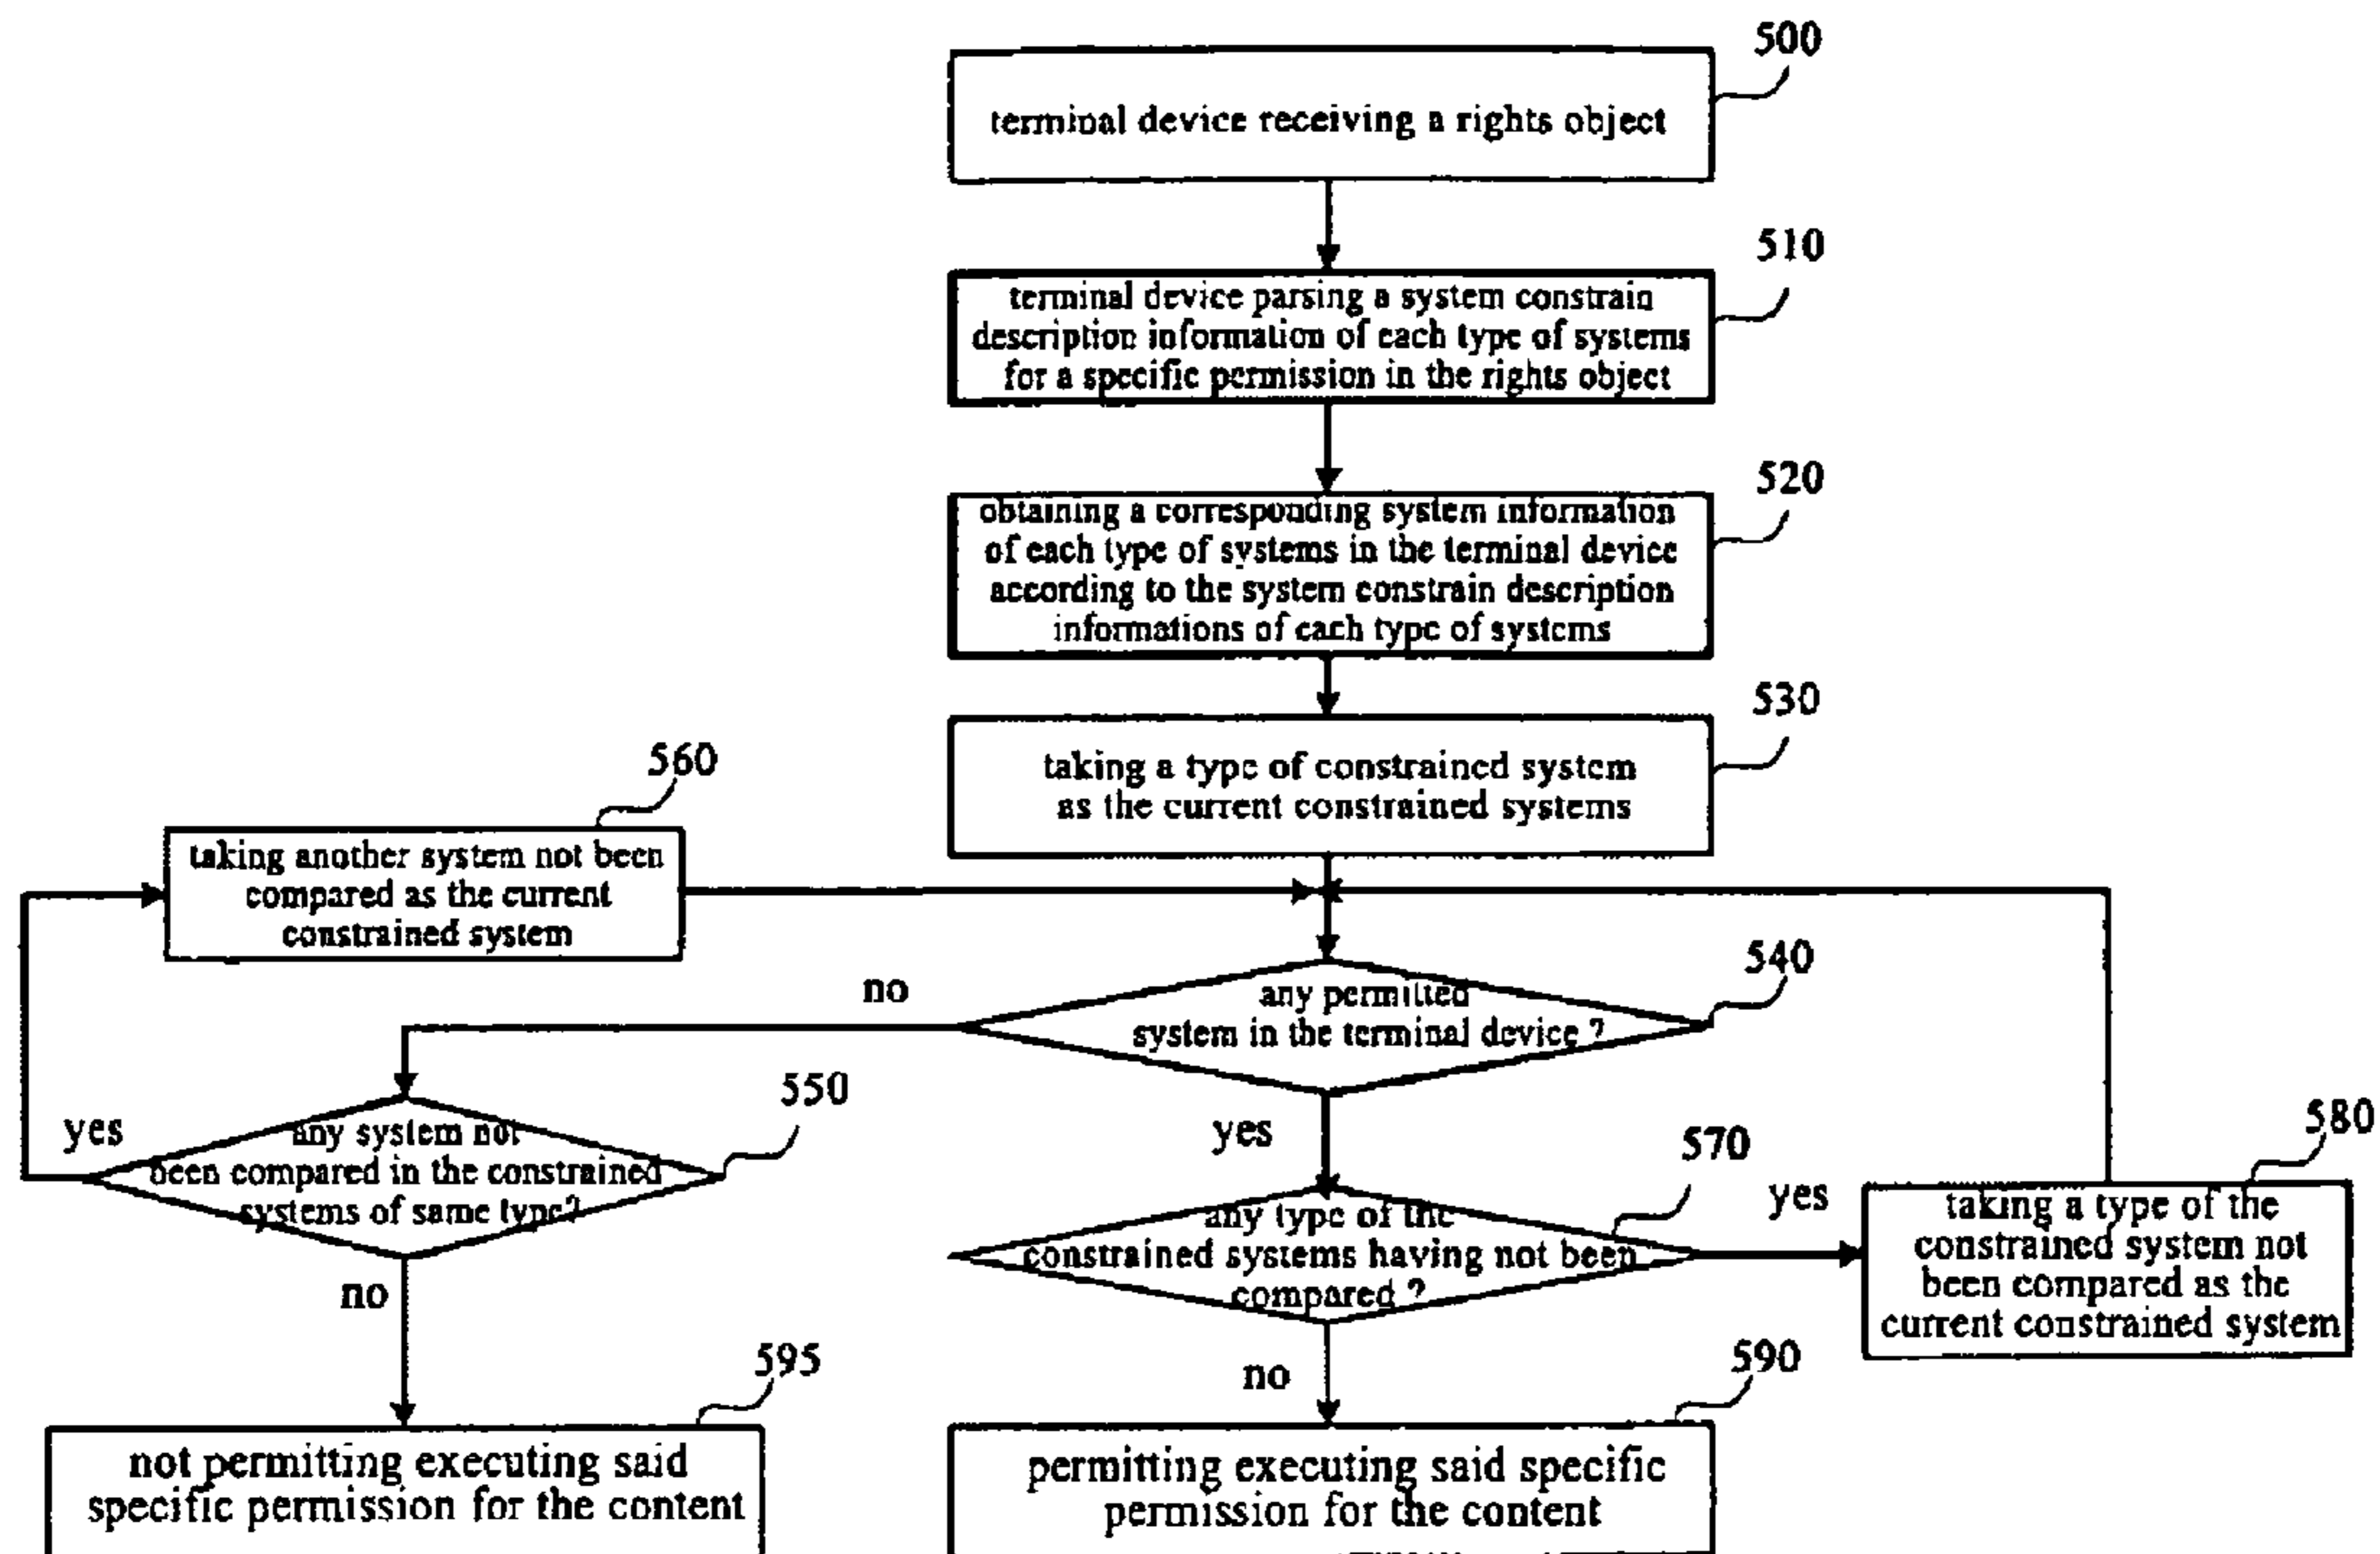 500
terminal device receiving a rights object
510
terminal device parsing a system constrain
description information of each type of systems
for a specific permission in the rights object
520
obtaining a corresponding system information
of each type of systems in the terminal device
according to the system constrain description
informations of each type of systems
530
taking a type of constrained system
as the current constrained systems
560
taking another system not been
compared as the current
constrained system
540
no
any permitted
system in the terminal device ?
550
yes
any system not
been compared in the constrained
systems of same type?
no
yes
570
any type of the
constrained systems having not been
compared ?
yes
580
taking a type of the
constrained system not
been compared as the
current constrained system
no
595
not permitting executing said
specific permission for the content
590
permitting executing said specific
permission for the content